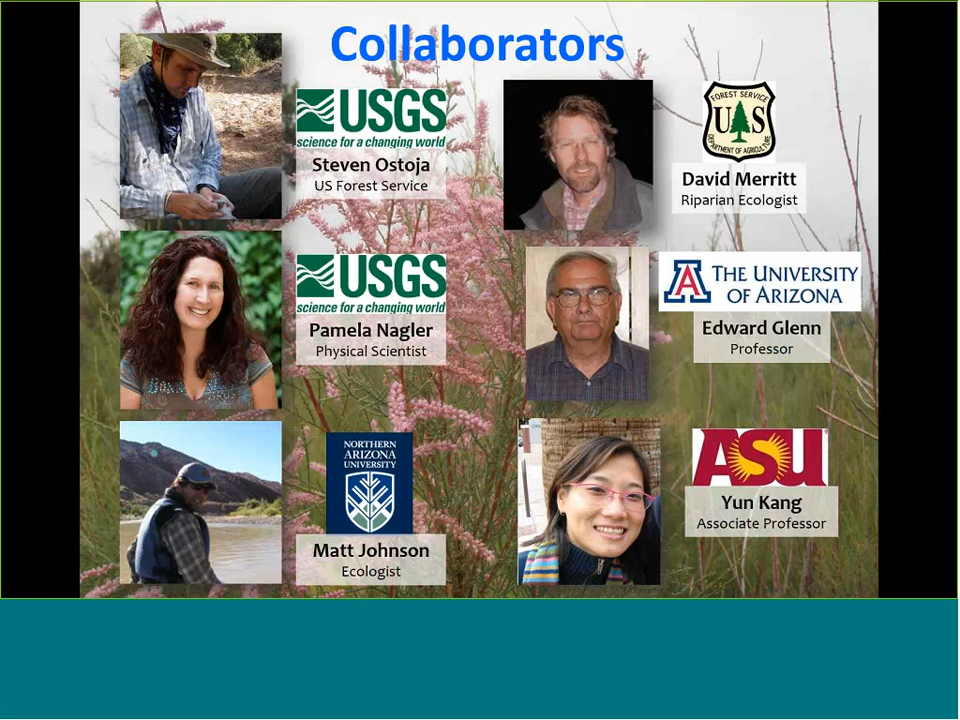 Collaborators
USGS
science for a changing world
Steven Ostoja
US Forest Service
FOREST SERVICE
U S
DEPARTMENT OF AGRICULTURE
David Merritt
Riparian Ecologist
USGS
science for a changing world
Pamela Nagler
Physical Scientist
A THE UNIVERSITY
OF ARIZONA
Edward Glenn
Professor
NORTHERN
ARIZONA
UNIVERSITY
Matt Johnson
Ecologist
ASU
Yun Kang
Associate Professor